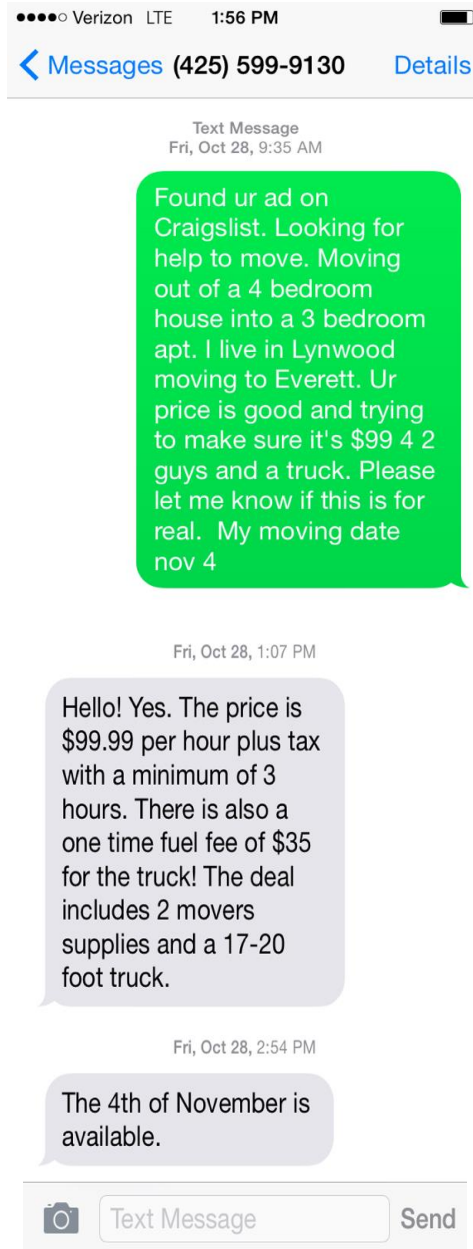 Verizon LTE 1:56 PM
Messages (425) 599-9130 Details
Text Message
Fri, Oct 28, 9:35 AM
Found ur ad on
Craigslist. Looking for
help to move. Moving
out of a 4 bedroom
house into a 3 bedroom
apt. I live in Lynwood
moving to Everett. Ur
price is good and trying
to make sure it's $99 4 2
guys and a truck. Please
let me know if this is for
real.  My moving date
nov 4
Fri, Oct 28, 1:07 PM
Hello! Yes. The price is
$99.99 per hour plus tax
with a minimum of 3
hours. There is also a
one time fuel fee of $35
for the truck! The deal
includes 2 movers
supplies and a 17-20
foot truck.
Fri, Oct 28, 2:54 PM
The 4th of November is
available.
Text Message Send